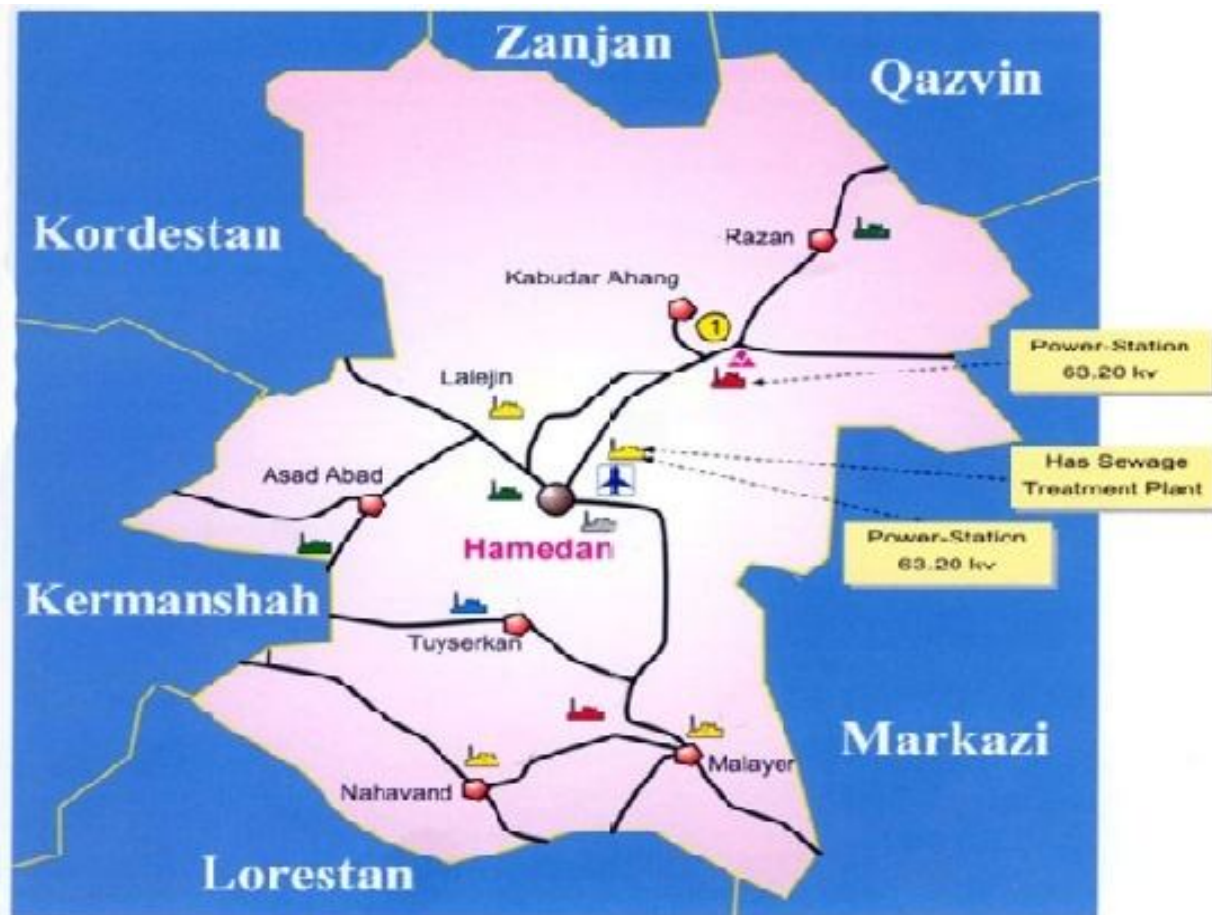 Zanjan
Qazvin
Kordestan
Razan
Kabudar Ahang
1
Power-Station
63.20 kv
Lalejin
Has Sewage
Treatment Plant
Asad Abad
Power-Station
63.20 kv
Hamedan
Kermanshah
Tuyserkan
Markazi
Malayer
Nahavand
Lorestan